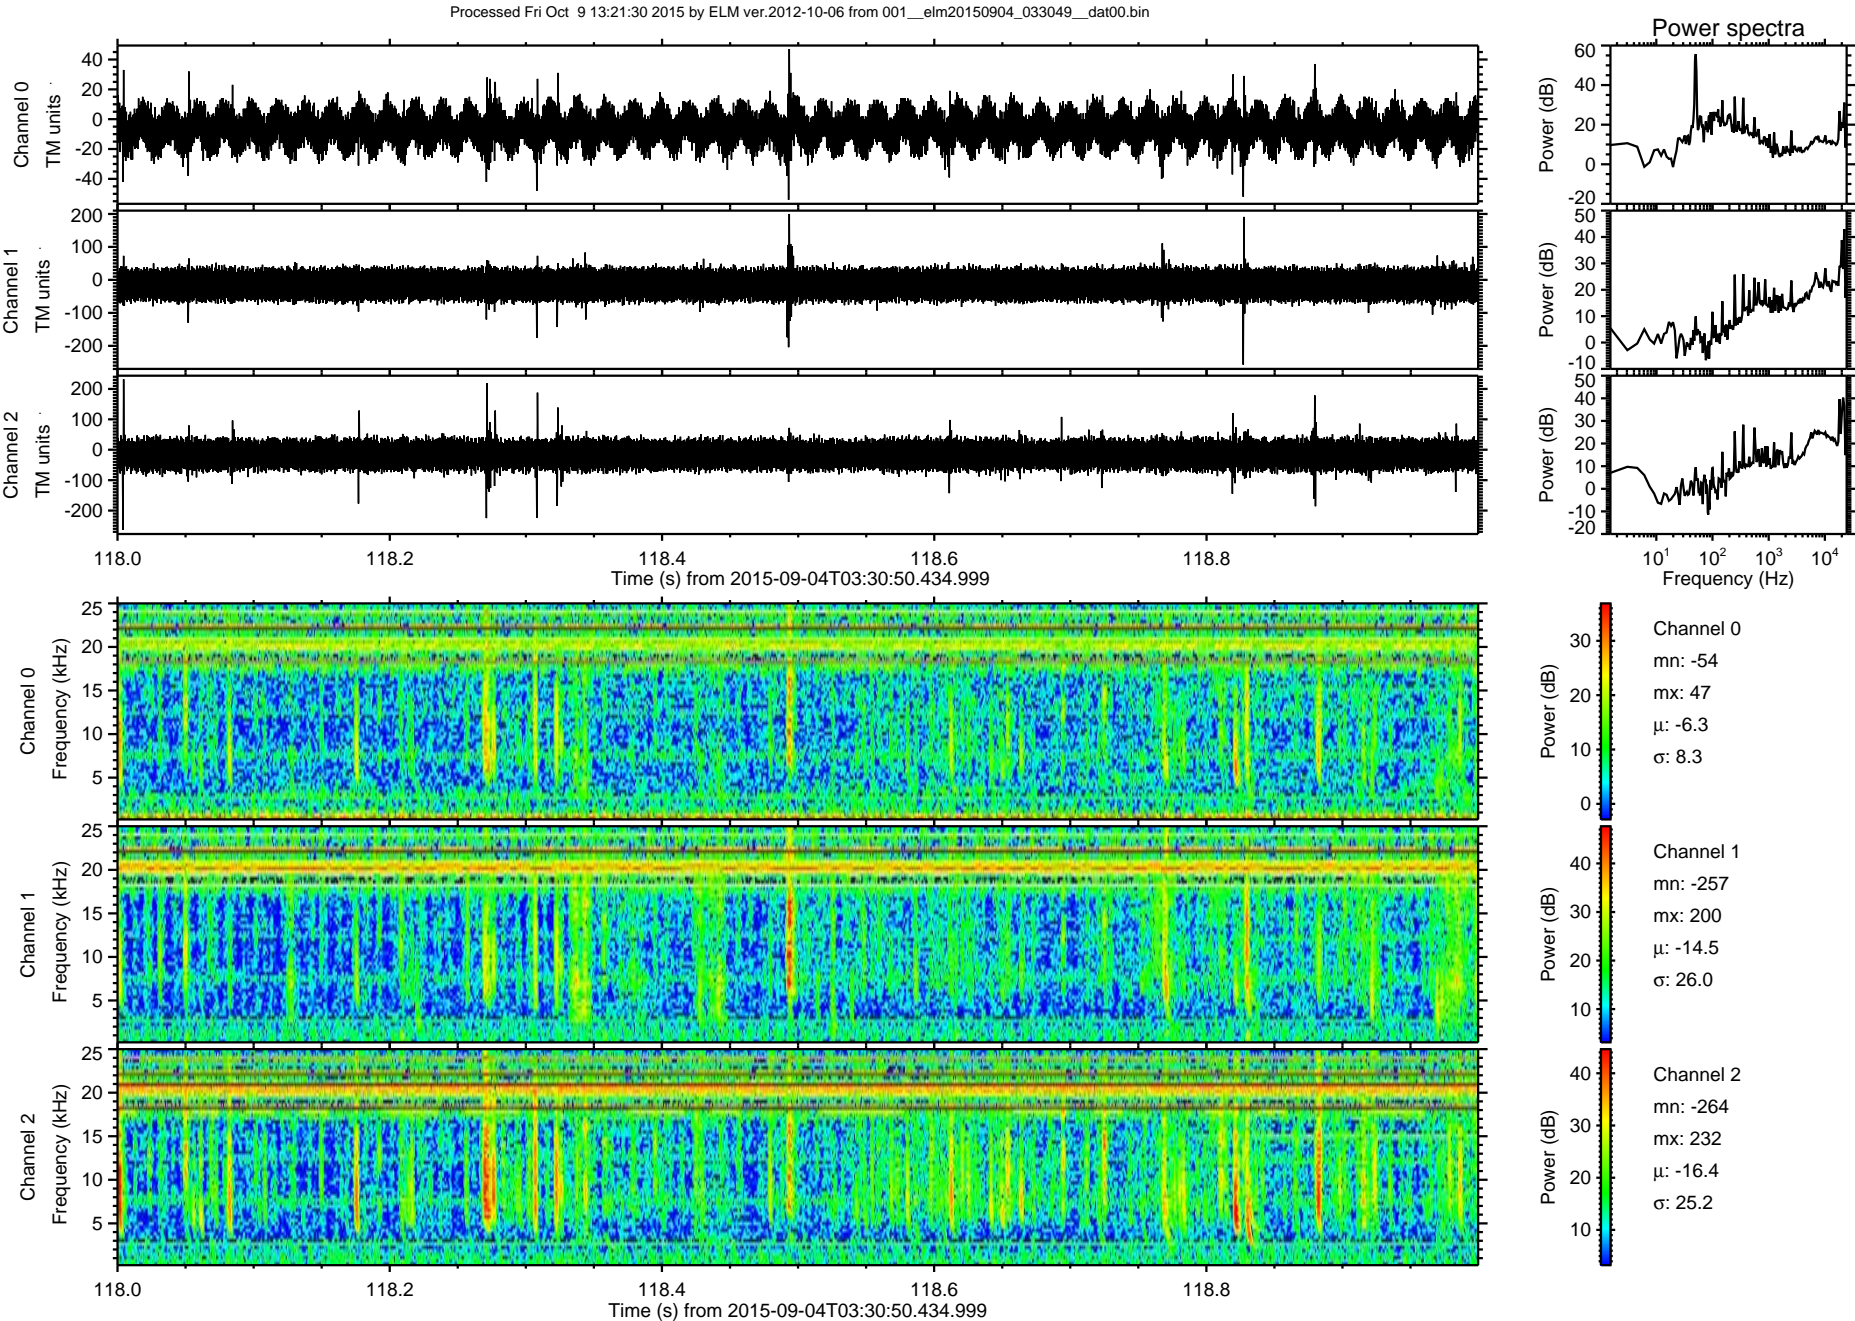 Processed Fri Oct 9 13:21:30 2015 by ELM ver.2012-10-06 from 001__elm20150904_033049__dat00.bin
Power spectra
Channel 0
TM units
40
20
0
-20
-40
Power (dB)
60
40
20
0
-20
Channel 1
TM units
200
100
0
-100
-200
Power (dB)
50
40
30
20
10
0
-10
Channel 2
TM units
200
100
0
-100
-200
Power (dB)
50
40
30
20
10
0
-10
-20
118.0 118.2 118.4 118.6 118.8
Time (s) from 2015-09-04T03:30:50.434.999
10^1 10^2 10^3 10^4
Frequency (Hz)
Channel 0
Frequency (kHz)
25
20
15
10
5
Power (dB)
30
20
10
0
Channel 0
mn: -54
mx: 47
μ: -6.3
σ: 8.3
Channel 1
Frequency (kHz)
25
20
15
10
5
Power (dB)
40
30
20
10
Channel 1
mn: -257
mx: 200
μ: -14.5
σ: 26.0
Channel 2
Frequency (kHz)
25
20
15
10
5
Power (dB)
40
30
20
10
Channel 2
mn: -264
mx: 232
μ: -16.4
σ: 25.2
118.0 118.2 118.4 118.6 118.8
Time (s) from 2015-09-04T03:30:50.434.999